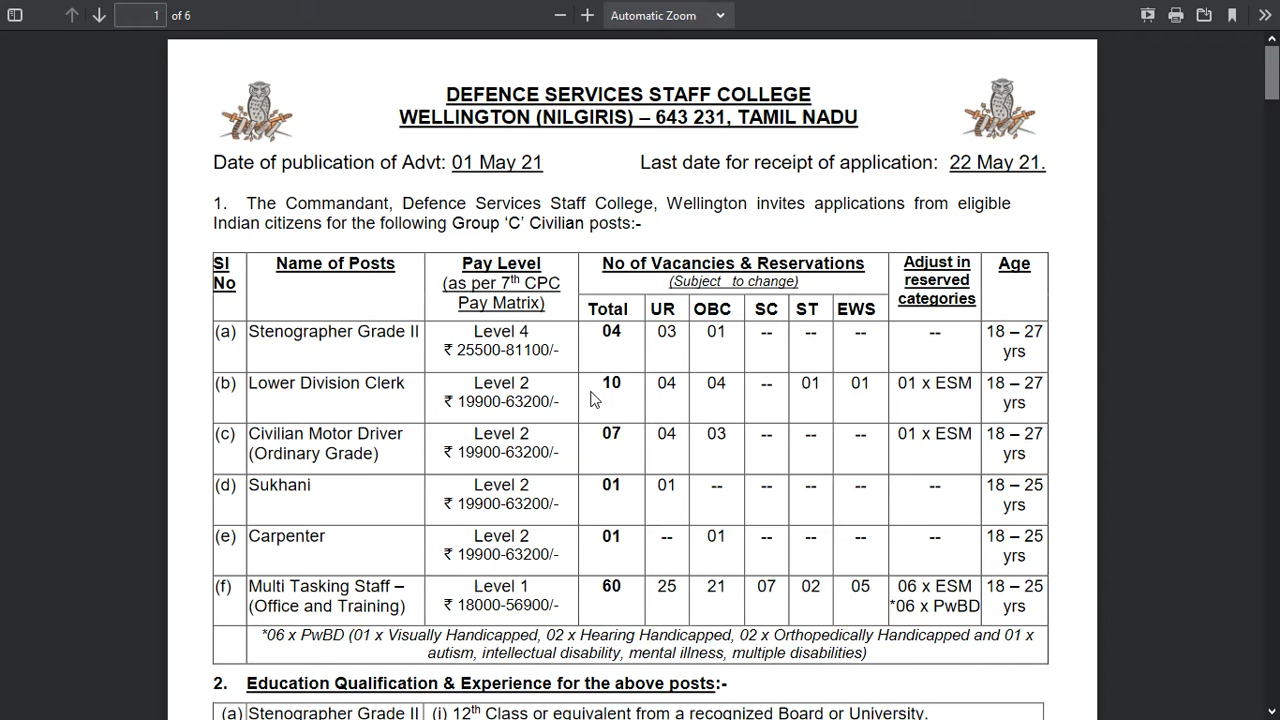 1 of 6 Automatic Zoom
DEFENCE SERVICES STAFF COLLEGE
WELLINGTON (NILGIRIS) – 643 231, TAMIL NADU
Date of publication of Advt: 01 May 21 Last date for receipt of application: 22 May 21.
1. The Commandant, Defence Services Staff College, Wellington invites applications from eligible
Indian citizens for the following Group ‘C’ Civilian posts:-
Sl No Name of Posts Pay Level (as per 7th CPC Pay Matrix) No of Vacancies & Reservations (Subject to change) Adjust in reserved categories Age
Total UR OBC SC ST EWS
(a) Stenographer Grade II Level 4 04 03 01 -- -- -- -- 18 – 27
₹ 25500-81100/- yrs
(b) Lower Division Clerk Level 2 10 04 04 -- 01 01 01 x ESM 18 – 27
₹ 19900-63200/- yrs
(c) Civilian Motor Driver Level 2 07 04 03 -- -- -- 01 x ESM 18 – 27
(Ordinary Grade) ₹ 19900-63200/- yrs
(d) Sukhani Level 2 01 01 -- -- -- -- -- 18 – 25
₹ 19900-63200/- yrs
(e) Carpenter Level 2 01 -- 01 -- -- -- -- 18 – 25
₹ 19900-63200/- yrs
(f) Multi Tasking Staff – Level 1 60 25 21 07 02 05 06 x ESM 18 – 25
(Office and Training) ₹ 18000-56900/- *06 x PwBD yrs
*06 x PwBD (01 x Visually Handicapped, 02 x Hearing Handicapped, 02 x Orthopedically Handicapped and 01 x
autism, intellectual disability, mental illness, multiple disabilities)
2. Education Qualification & Experience for the above posts:-
(a) Stenographer Grade II (i) 12th Class or equivalent from a recognized Board or University.